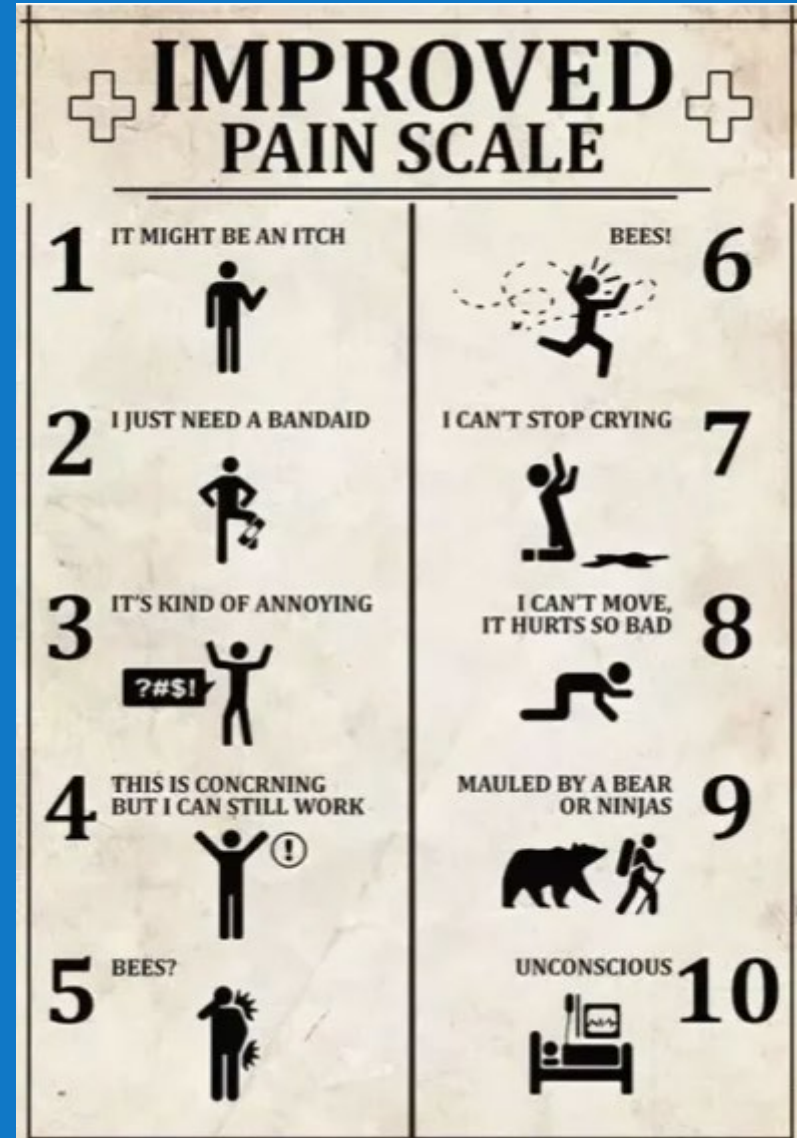 IMPROVED
PAIN SCALE
1
IT MIGHT BE AN ITCH
2
I JUST NEED A BANDAID
3
IT'S KIND OF ANNOYING
?#$!
4
THIS IS CONCRNING
BUT I CAN STILL WORK
!
5
BEES?
6
BEES!
7
I CAN'T STOP CRYING
8
I CAN'T MOVE,
IT HURTS SO BAD
9
MAULED BY A BEAR
OR NINJAS
10
UNCONSCIOUS